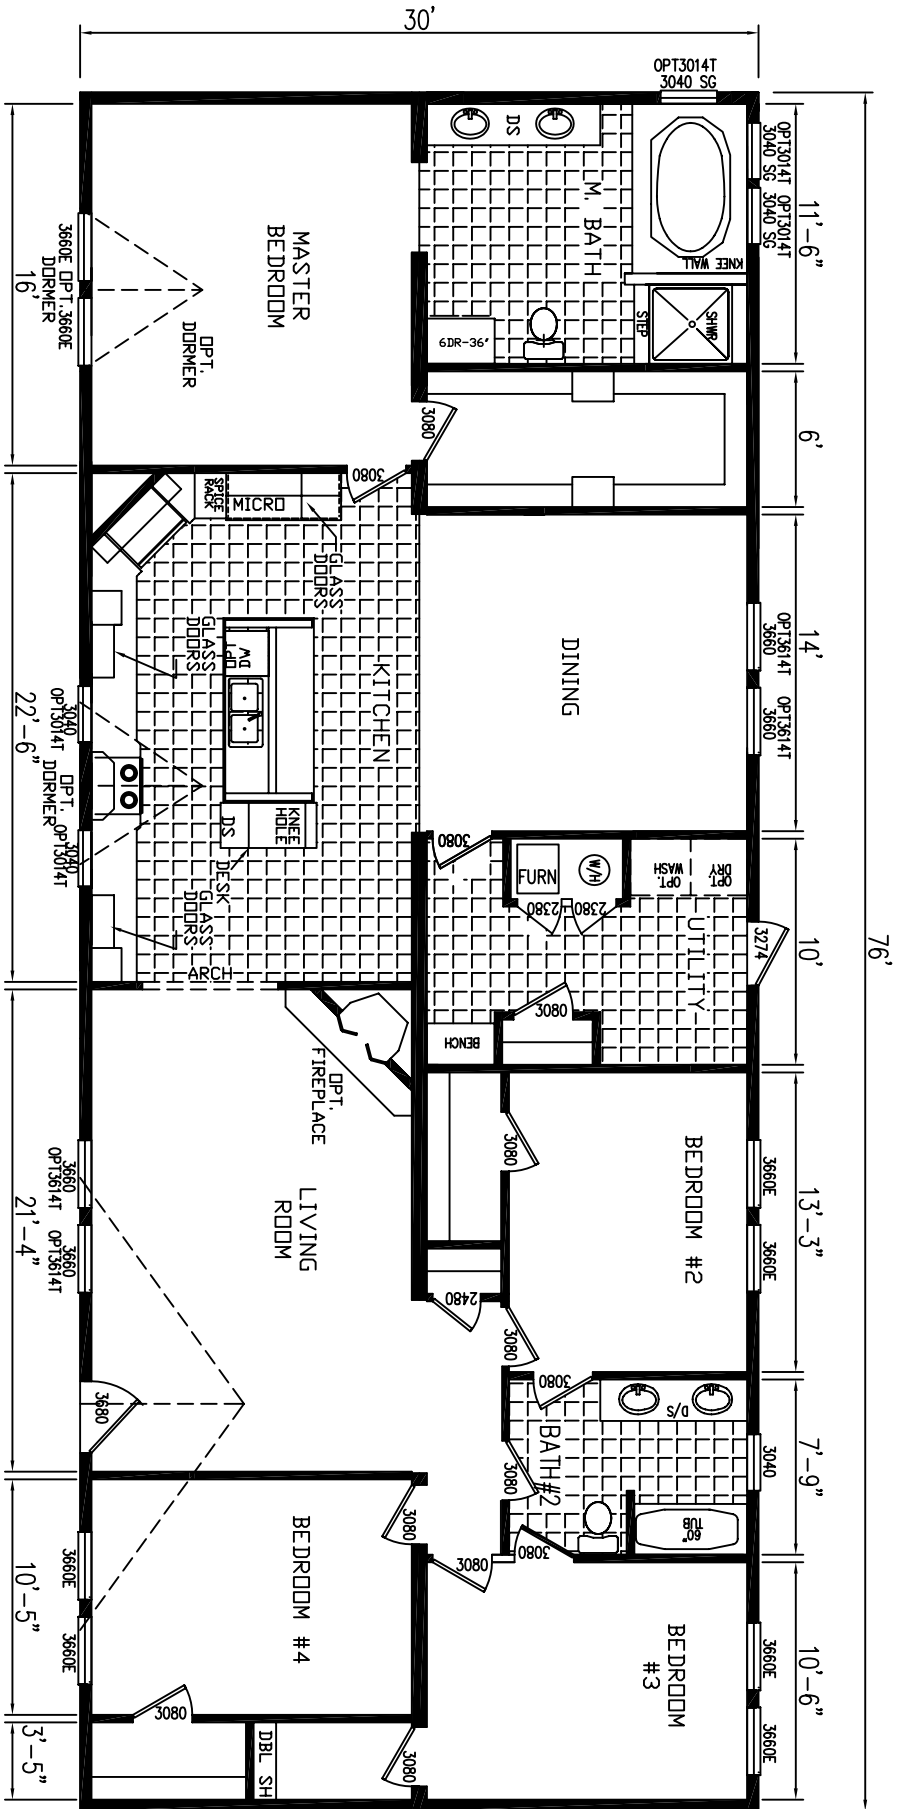 30'
76'
OPT3014T
3040 SG
OPT3014T
3040 SG
OPT3014T
3040 SG
11'-6"
6'
14'
10'
13'-3"
7'-9"
10'-6"
DS
M. BATH
KNEE WALL
SHWR
STEP
6DR-36'
MASTER
BEDROOM
OPT.
DORMER
3660E
OPT.
DORMER
3660E
16'
3080
3080
SPICE
RACK
MICRO
GLASS
DOORS
GLASS
DOORS
DW
OPT
KITCHEN
DINING
OPT3614T
3660
OPT3614T
3660
3040
OPT3014T
OPT.
DORMER
3040
OPT3014T
22'-6"
KNEE
HOLE
DS
DESK
GLASS
DOORS
ARCH
3080
FURN
W/H
2380
2380
OPT.
WASH
OPT.
DRY.
UTILITY
3274
3080
BENCH
OPT.
FIREPLACE
LIVING
ROOM
3660
OPT3614T
3660
OPT3614T
21'-4"
3680
3080
BEDROOM #2
3660E
3660E
2480
3080
3080
D/S
BATH#2
3080
3040
60"
TUB
3080
3080
3080
BEDROOM #4
3660E
3660E
10'-5"
BEDROOM
#3
3660E
3660E
3080
DBL SH
3080
3'-5"